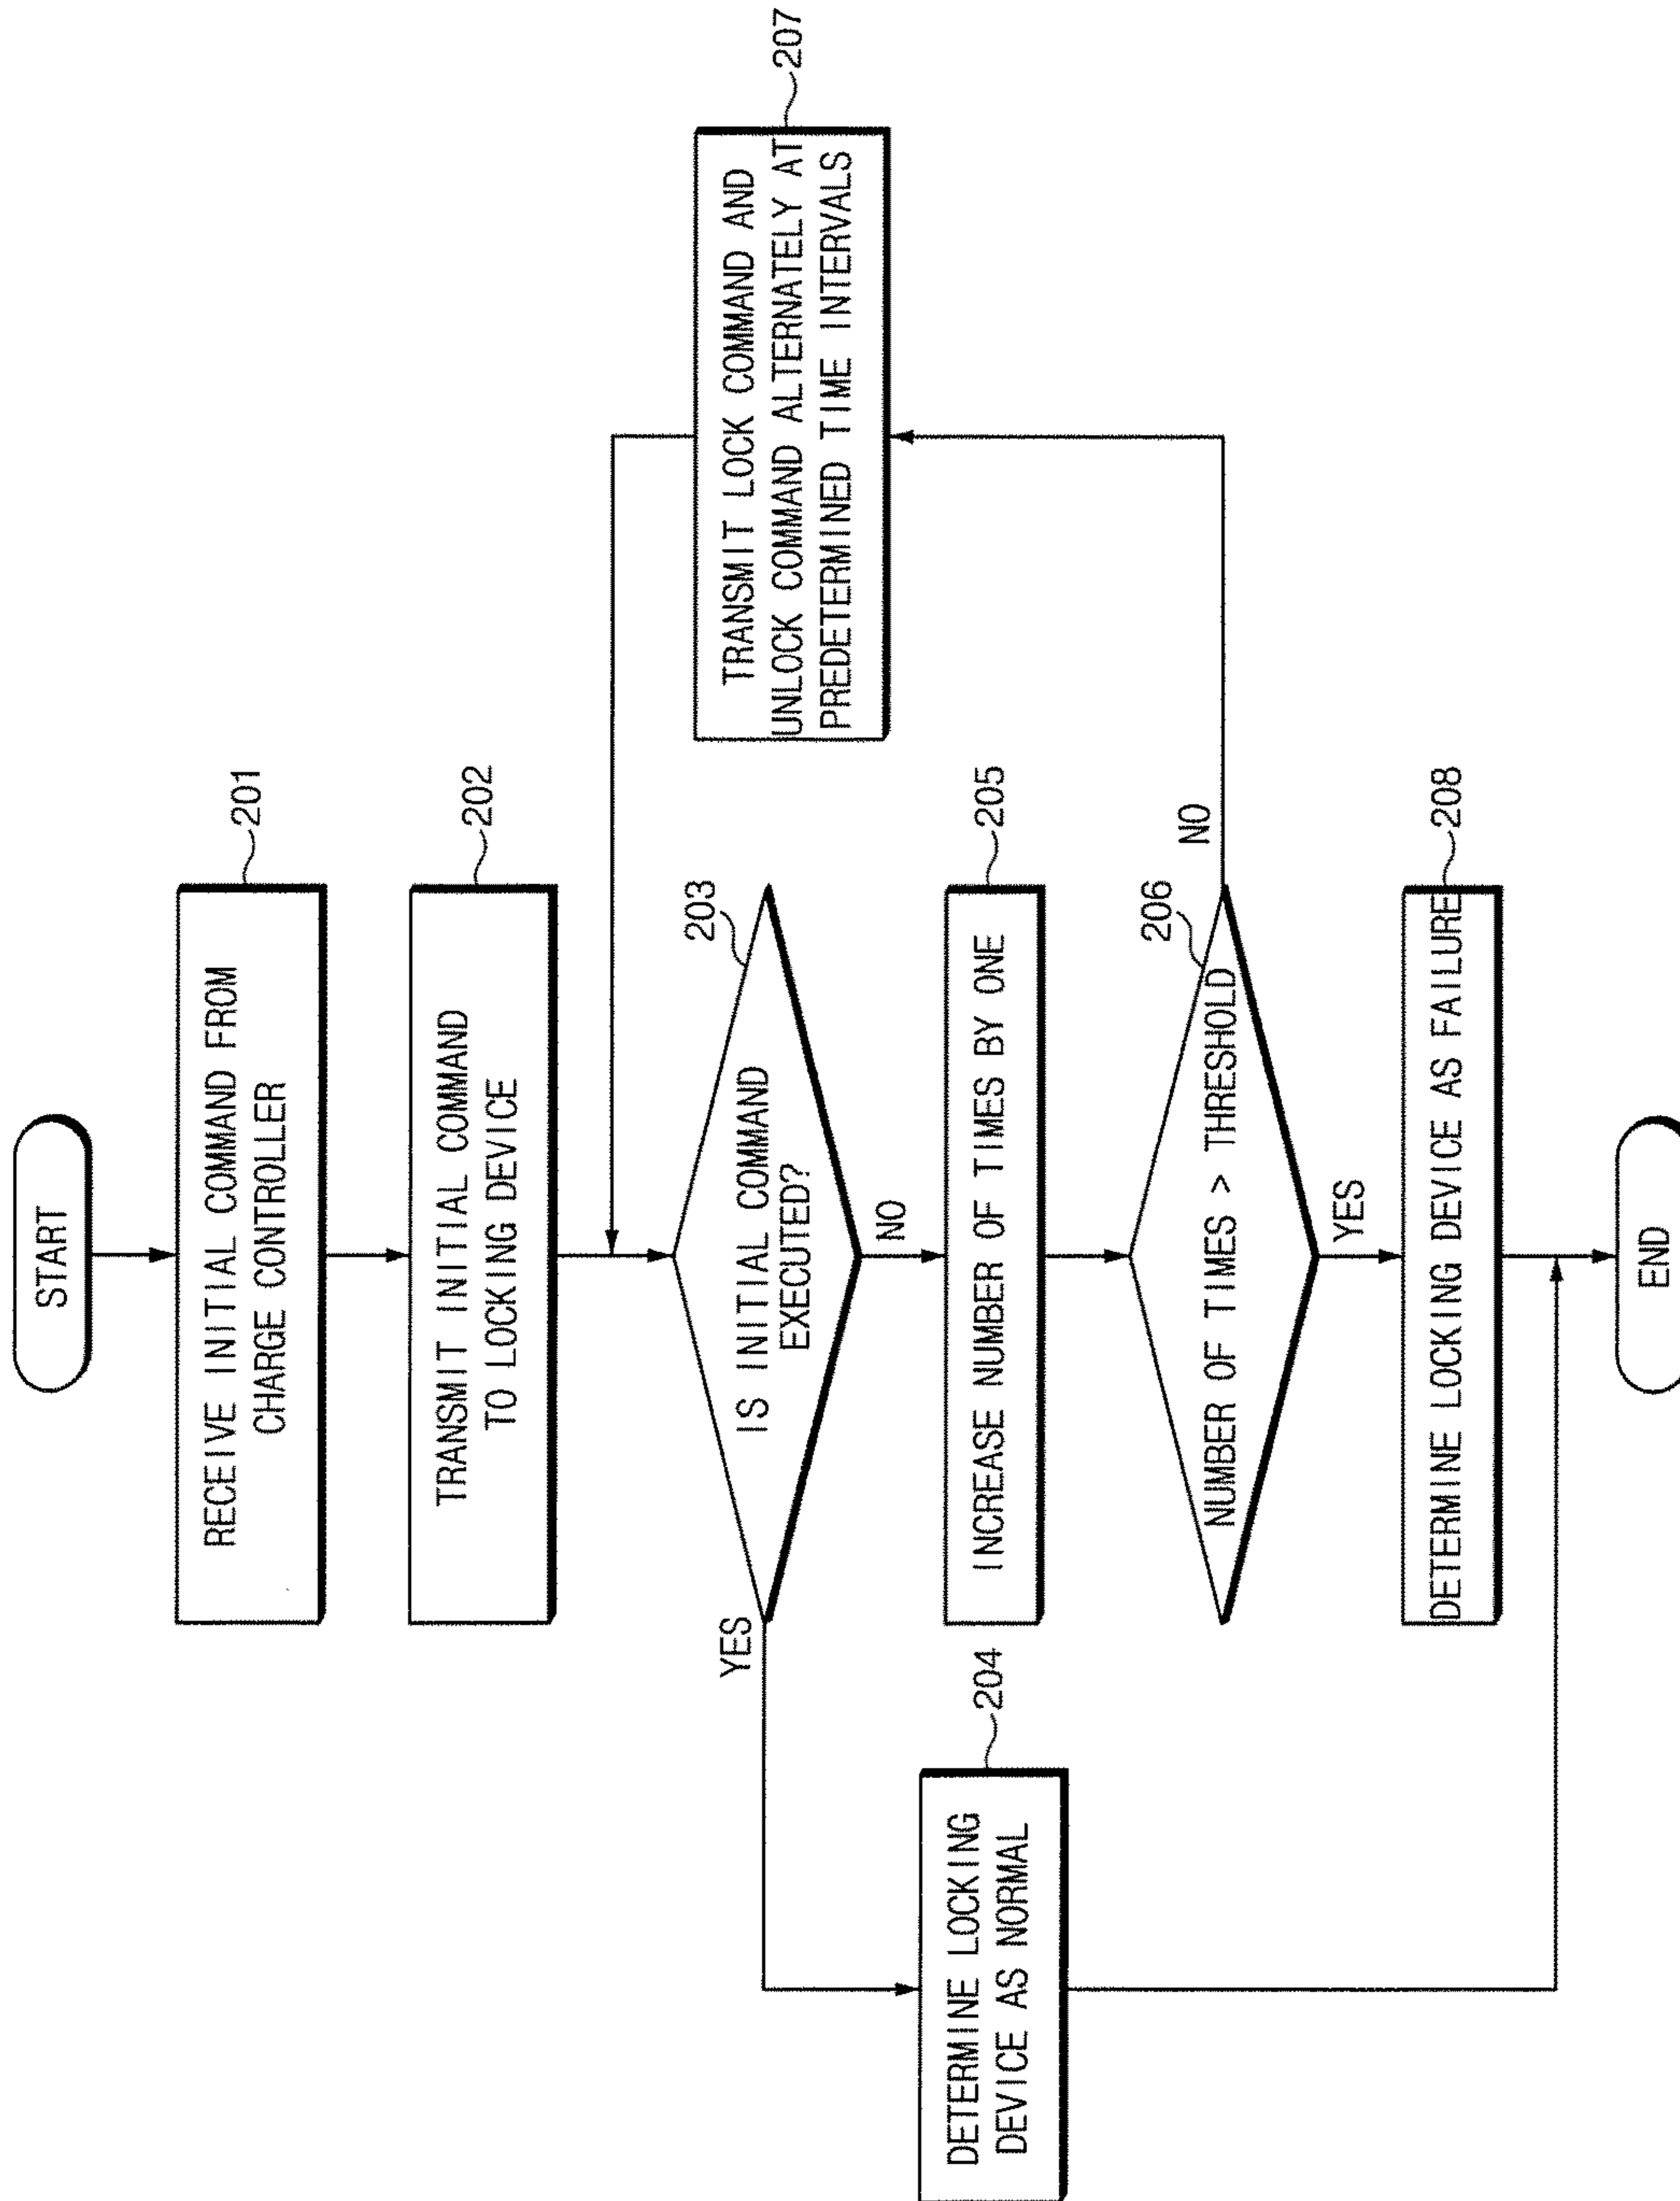 START
RECEIVE INITIAL COMMAND FROM
CHARGE CONTROLLER
201
TRANSMIT INITIAL COMMAND
TO LOCKING DEVICE
202
IS INITIAL COMMAND
EXECUTED?
203
YES
NO
DETERMINE LOCKING
DEVICE AS NORMAL
204
INCREASE NUMBER OF TIMES BY ONE
205
NUMBER OF TIMES > THRESHOLD
206
NO
YES
TRANSMIT LOCK COMMAND AND
UNLOCK COMMAND ALTERNATELY AT
PREDETERMINED TIME INTERVALS
207
DETERMINE LOCKING DEVICE AS FAILURE
208
END